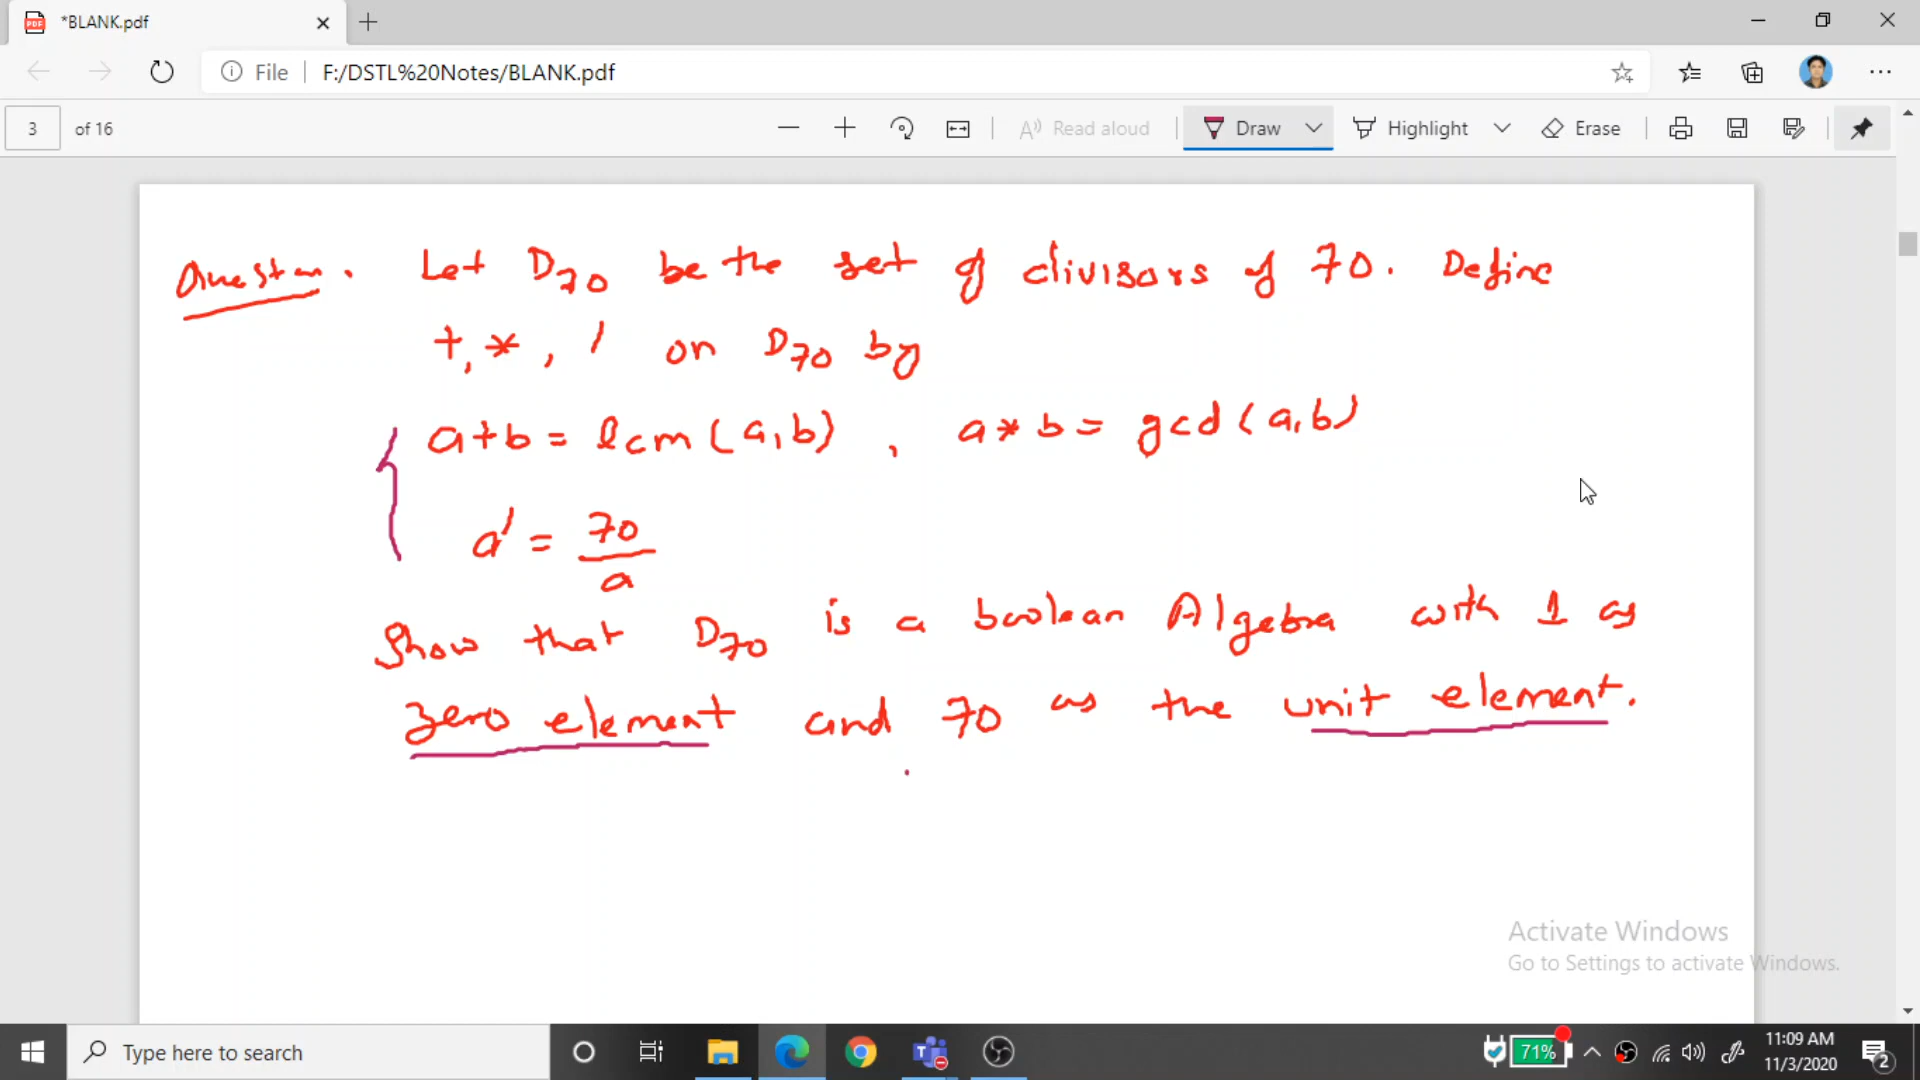 *BLANK.pdf
File F:/DSTL%20Notes/BLANK.pdf
3 of 16 Read aloud Draw Highlight Erase
Question. Let D70 be the set of divisors of 70. Define
+, *, ' on D70 by
a+b = lcm(a,b), a*b = gcd(a,b)
a' = 70/a
Show that D70 is a boolean Algebra with 1 as
zero element and 70 as the unit element.
Activate Windows
Go to Settings to activate Windows.
Type here to search
71%
11:09 AM
11/3/2020
2